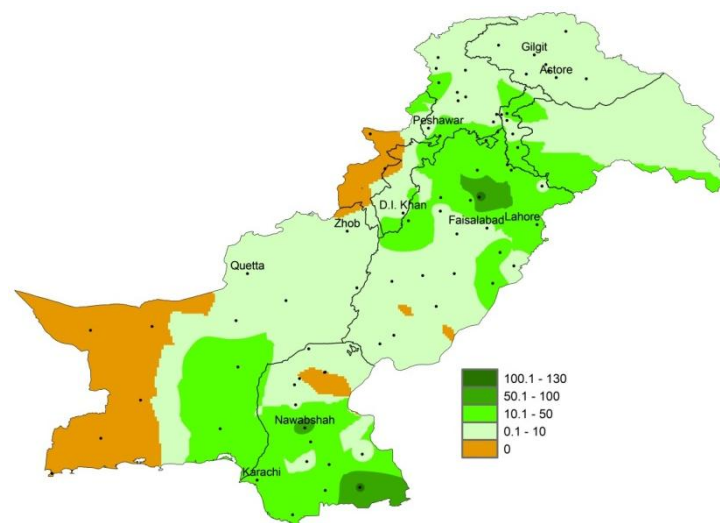 Gilgit
Astore
Peshawar
D.I. Khan
Faisalabad
Lahore
Zhob
Quetta
Nawabshah
Karachi
100.1 - 130
50.1 - 100
10.1 - 50
0.1 - 10
0